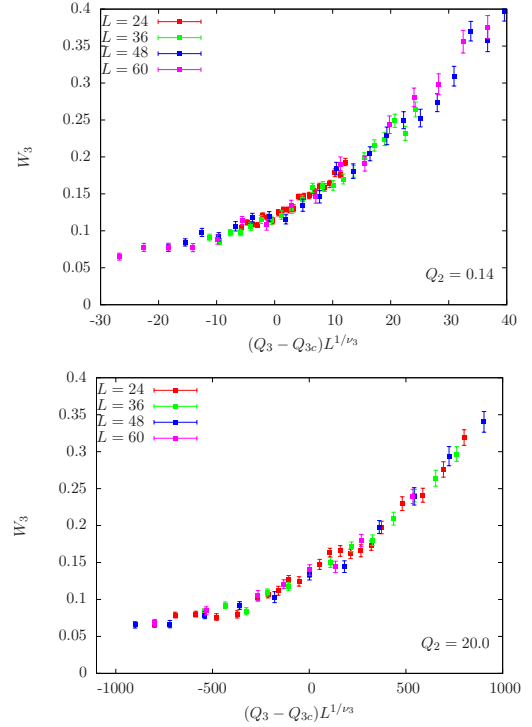 0.4
0.35
0.3
0.25
0.2
0.15
0.1
0.05
0
W₃
L = 24
L = 36
L = 48
L = 60
Q₂ = 0.14
-30 -20 -10 0 10 20 30 40
(Q₃ − Q₃c)L^{1/ν₃}
0.4
0.35
0.3
0.25
0.2
0.15
0.1
0.05
0
W₃
L = 24
L = 36
L = 48
L = 60
Q₂ = 20.0
-1000 -500 0 500 1000
(Q₃ − Q₃c)L^{1/ν₃}